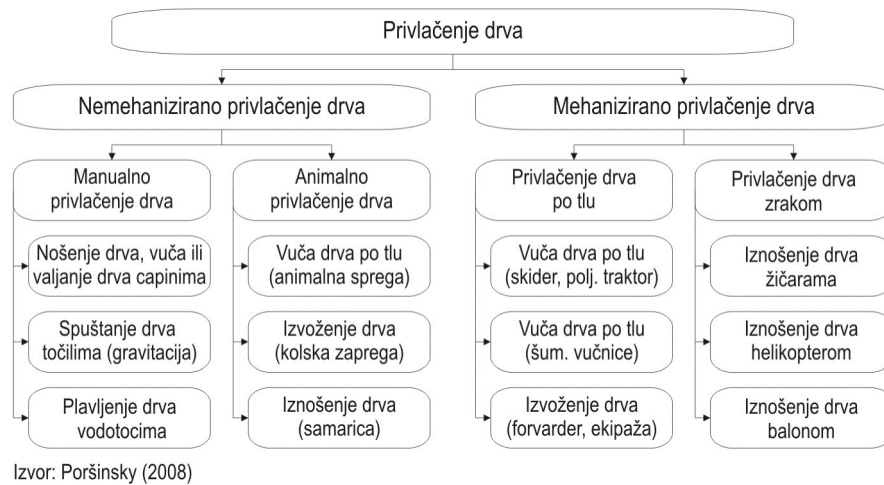 Privlačenje drva
Nemehanizirano privlačenje drva
Mehanizirano privlačenje drva
Manualno
privlačenje drva
Animalno
privlačenje drva
Privlačenje drva
po tlu
Privlačenje drva
zrakom
Nošenje drva, vuča ili
valjanje drva capinima
Vuča drva po tlu
(animalna sprega)
Vuča drva po tlu
(skider, polj. traktor)
Iznošenje drva
žičarama
Spuštanje drva
točilima (gravitacija)
Izvoženje drva
(kolska zaprega)
Vuča drva po tlu
(šum. vučnice)
Iznošenje drva
helikopterom
Plavljenje drva
vodotocima
Iznošenje drva
(samarica)
Izvoženje drva
(forvarder, ekipaža)
Iznošenje drva
balonom
Izvor: Poršinsky (2008)